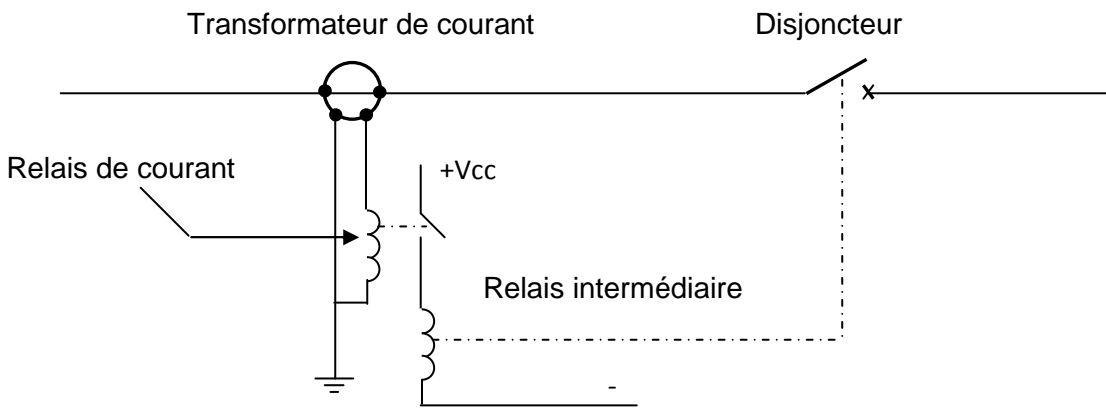 Transformateur de courant
Disjoncteur
Relais de courant
+Vcc
Relais intermédiaire
-